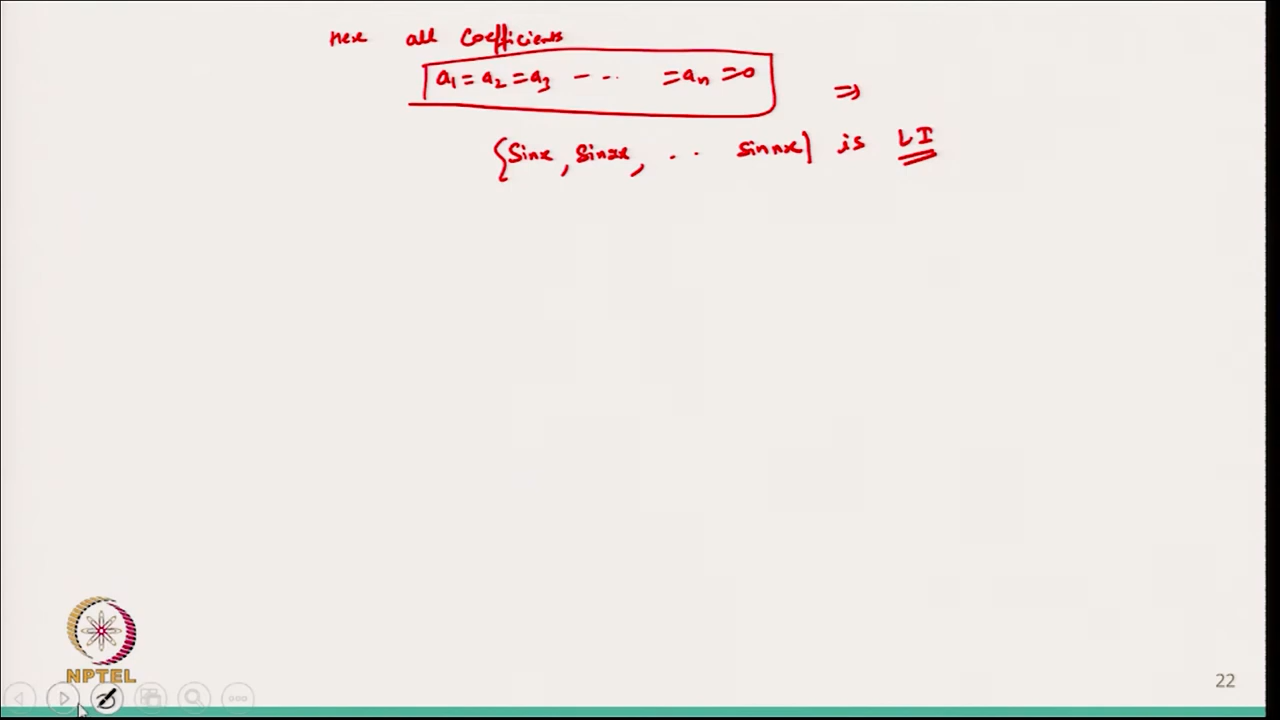 Here all coefficients
a₁ = a₂ = a₃ - .. = aₙ = 0 ⇒
{sinx, sin2x, .. sinnx} is LI
NPTEL
22